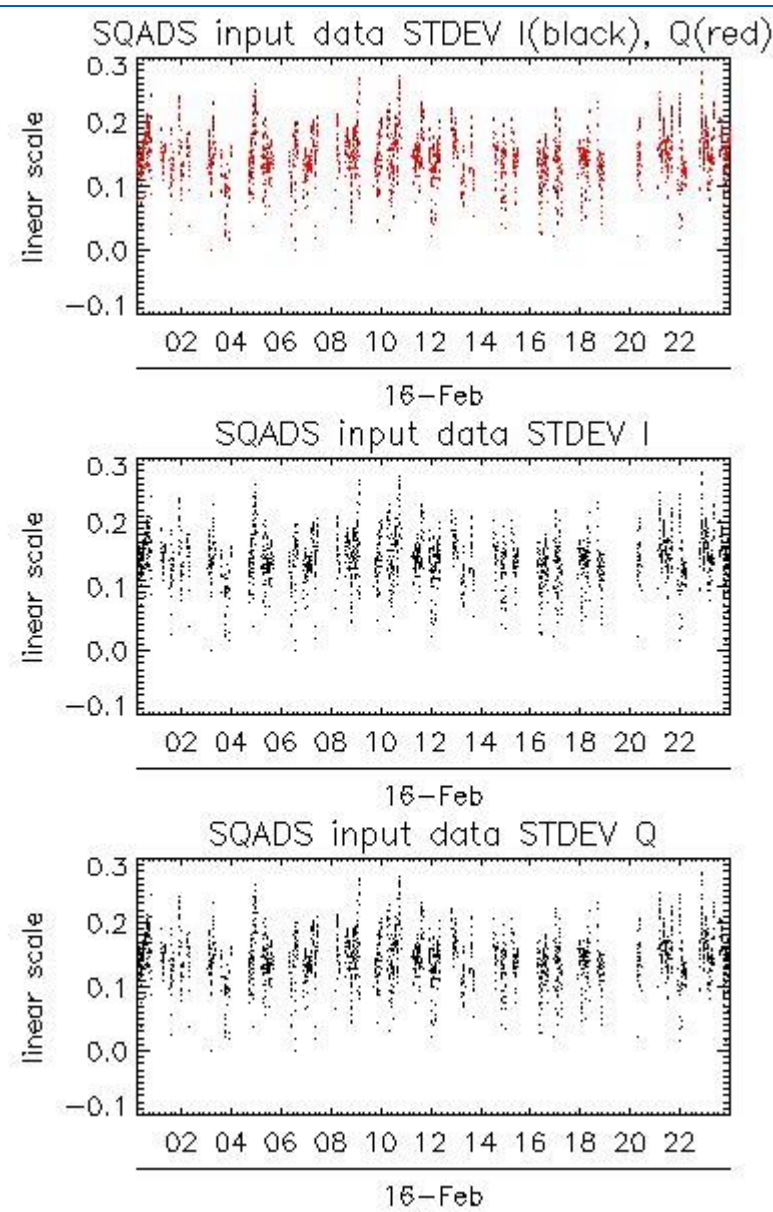 SQADS input data STDEV I(black), Q(red)
0.3
0.2
0.1
0.0
−0.1
linear scale
02 04 06 08 10 12 14 16 18 20 22
16−Feb
SQADS input data STDEV I
0.3
0.2
0.1
0.0
−0.1
linear scale
02 04 06 08 10 12 14 16 18 20 22
16−Feb
SQADS input data STDEV Q
0.3
0.2
0.1
0.0
−0.1
linear scale
02 04 06 08 10 12 14 16 18 20 22
16−Feb